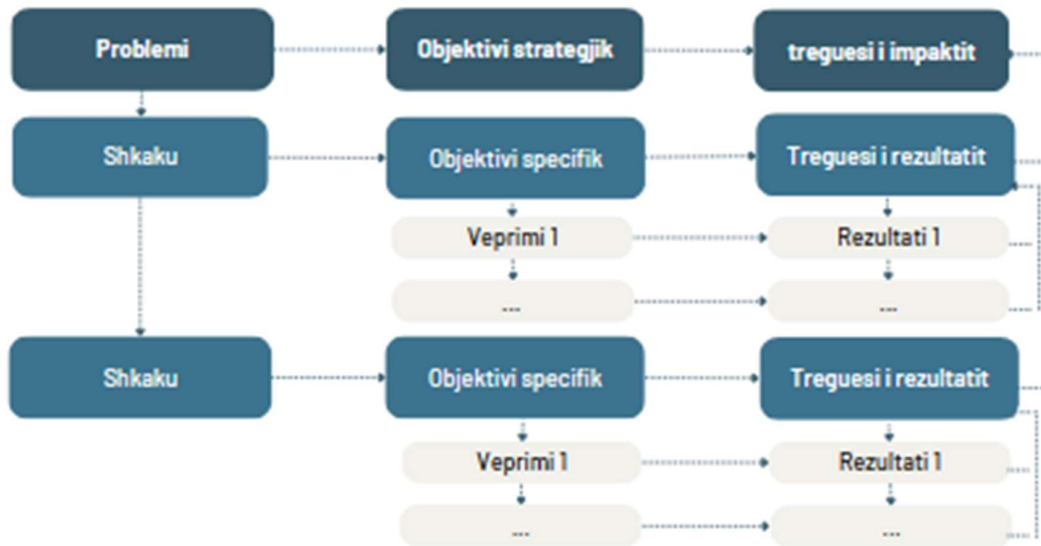 Problemi
Objektivi strategjik
treguesi i impaktit
Shkaku
Objektivi specifik
Treguesi i rezultatit
Veprimi 1
Rezultati 1
...
...
Shkaku
Objektivi specifik
Treguesi i rezultatit
Veprimi 1
Rezultati 1
...
...